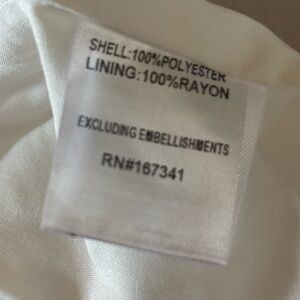 SHELL:100%POLYESTER
LINING:100%RAYON
EXCLUDING EMBELLISHMENTS
RN#167341